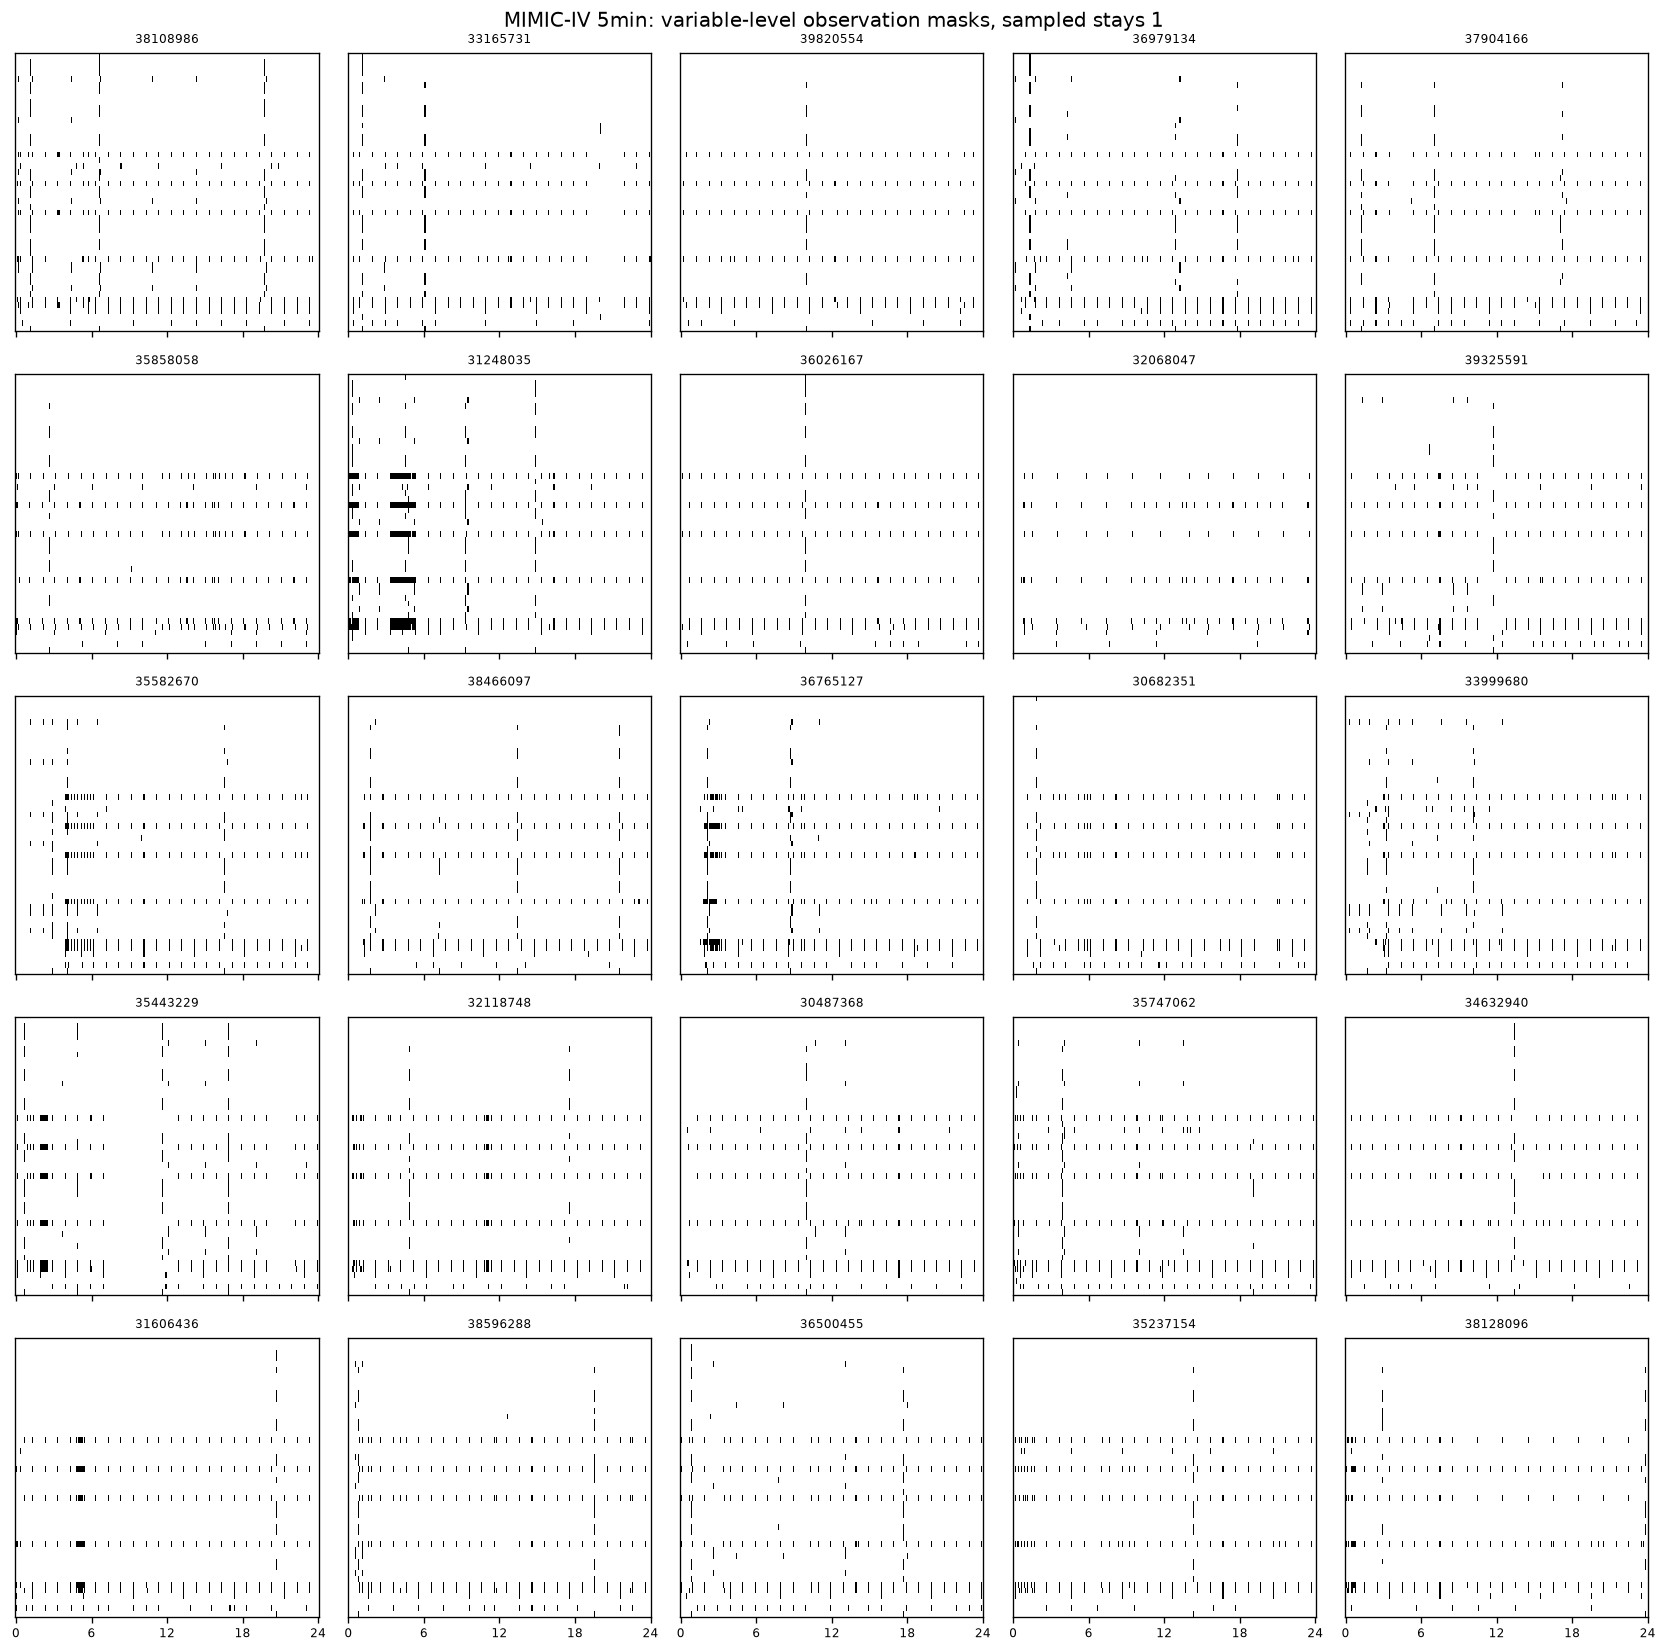 MIMIC-IV 5min: variable-level observation masks, sampled stays 1
38108986 33165731 39820554 36979134 37904166
35858058 31248035 36026167 32068047 39325591
35582670 38466097 36765127 30682351 33999680
35443229 32118748 30487368 35747062 34632940
31606436 38596288 36500455 35237154 38128096
0 6 12 18 24 0 6 12 18 24 0 6 12 18 24 0 6 12 18 24 0 6 12 18 24